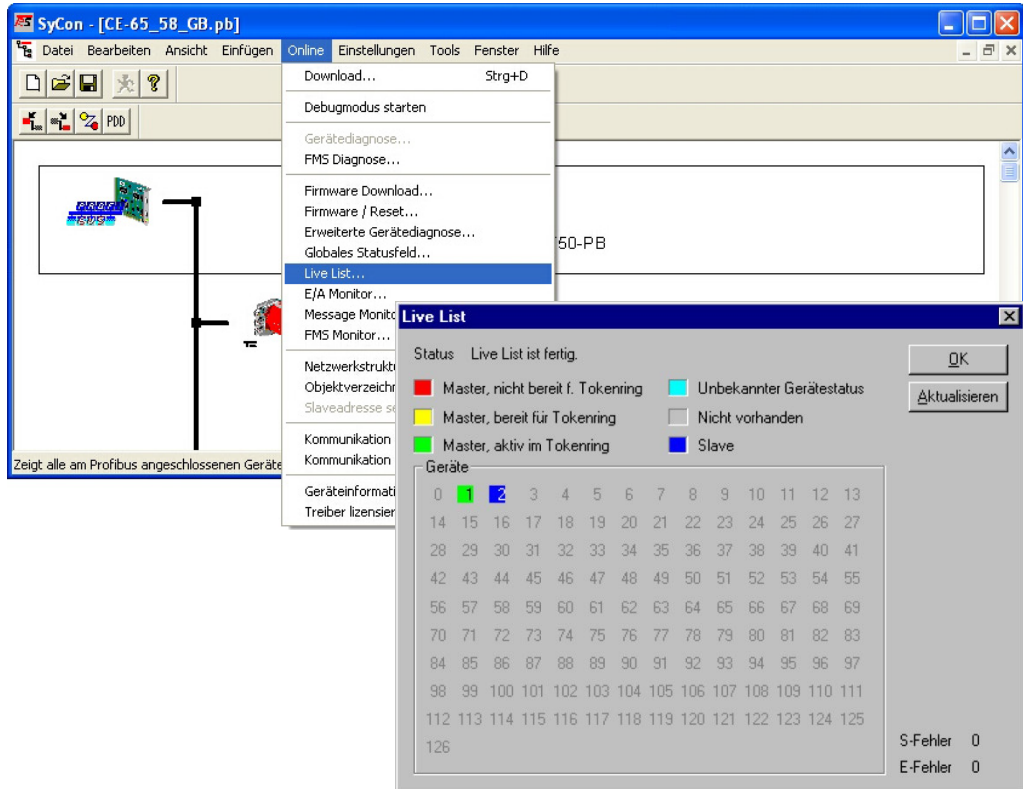 SyCon - [CE-65_58_GB.pb]
Datei Bearbeiten Ansicht Einfügen Online Einstellungen Tools Fenster Hilfe
PDD
Download... Strg+D
Debugmodus starten
Gerätediagnose...
FMS Diagnose...
Firmware Download...
Firmware / Reset...
Erweiterte Gerätediagnose...
Globales Statusfeld...
Live List...
E/A Monitor...
Message Monito
FMS Monitor...
Netzwerkstruktu
Objektverzeichn
Slaveadresse se
Kommunikation
Kommunikation
Geräteinformati
Treiber lizensier
50-PB
Zeigt alle am Profibus angeschlossenen Geräte
Live List
Status Live List ist fertig.
OK
Aktualisieren
Master, nicht bereit f. Tokenring Unbekannter Gerätestatus
Master, bereit für Tokenring Nicht vorhanden
Master, aktiv im Tokenring Slave
Geräte
0 1 2 3 4 5 6 7 8 9 10 11 12 13
14 15 16 17 18 19 20 21 22 23 24 25 26 27
28 29 30 31 32 33 34 35 36 37 38 39 40 41
42 43 44 45 46 47 48 49 50 51 52 53 54 55
56 57 58 59 60 61 62 63 64 65 66 67 68 69
70 71 72 73 74 75 76 77 78 79 80 81 82 83
84 85 86 87 88 89 90 91 92 93 94 95 96 97
98 99 100 101 102 103 104 105 106 107 108 109 110 111
112 113 114 115 116 117 118 119 120 121 122 123 124 125
126
S-Fehler 0
E-Fehler 0